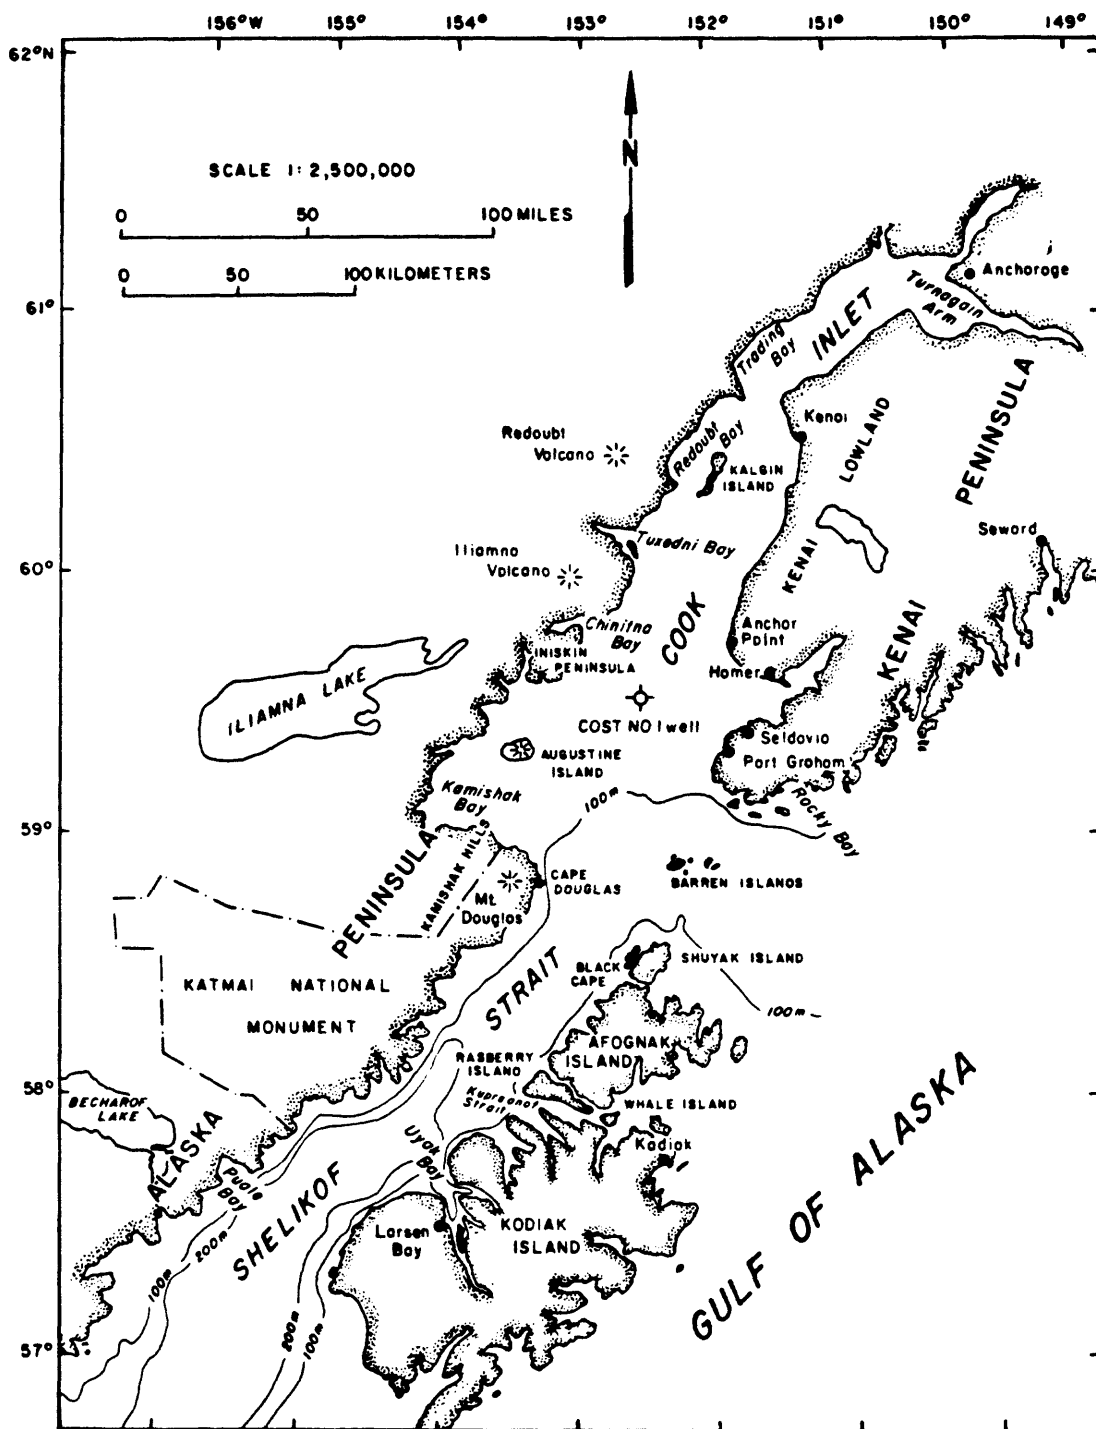 156°W 155° 154° 153° 152° 151° 150° 149°
62°N
SCALE 1: 2,500,000
0 50 100 MILES
0 50 100 KILOMETERS
N
61°
Anchorage
Turnagain
Arm
INLET
Trading
Bay
Redoubt
Volcano
Redoubt
Bay
KALGIN
ISLAND
Kenai
LOWLAND
KENAI
PENINSULA
KENAI
Seward
Tuxedni Bay
Iliamna
Volcano
60°
COOK
Chinitna
Bay
INISKIN
PENINSULA
Anchor
Point
Homer
ILIAMNA LAKE
COST NO 1 well
AUGUSTINE
ISLAND
Seldovia
Port Graham
Kamishak
Bay
100m
Rocky Bay
59°
PENINSULA
KAMISHAK HILLS
CAPE
DOUGLAS
Mt.
Douglas
BARREN ISLANDS
KATMAI NATIONAL
MONUMENT
STRAIT
BLACK
CAPE
SHUYAK ISLAND
100m
AFOGNAK
ISLAND
RASBERRY
ISLAND
58°
BECHAROF
LAKE
Kupreanof
Strait
WHALE ISLAND
Kodiak
Uyak
Bay
ALASKA
Puale
Bay
SHELIKOF
Larsen
Bay
KODIAK
ISLAND
GULF OF ALASKA
100m
200m
200m
100m
57°